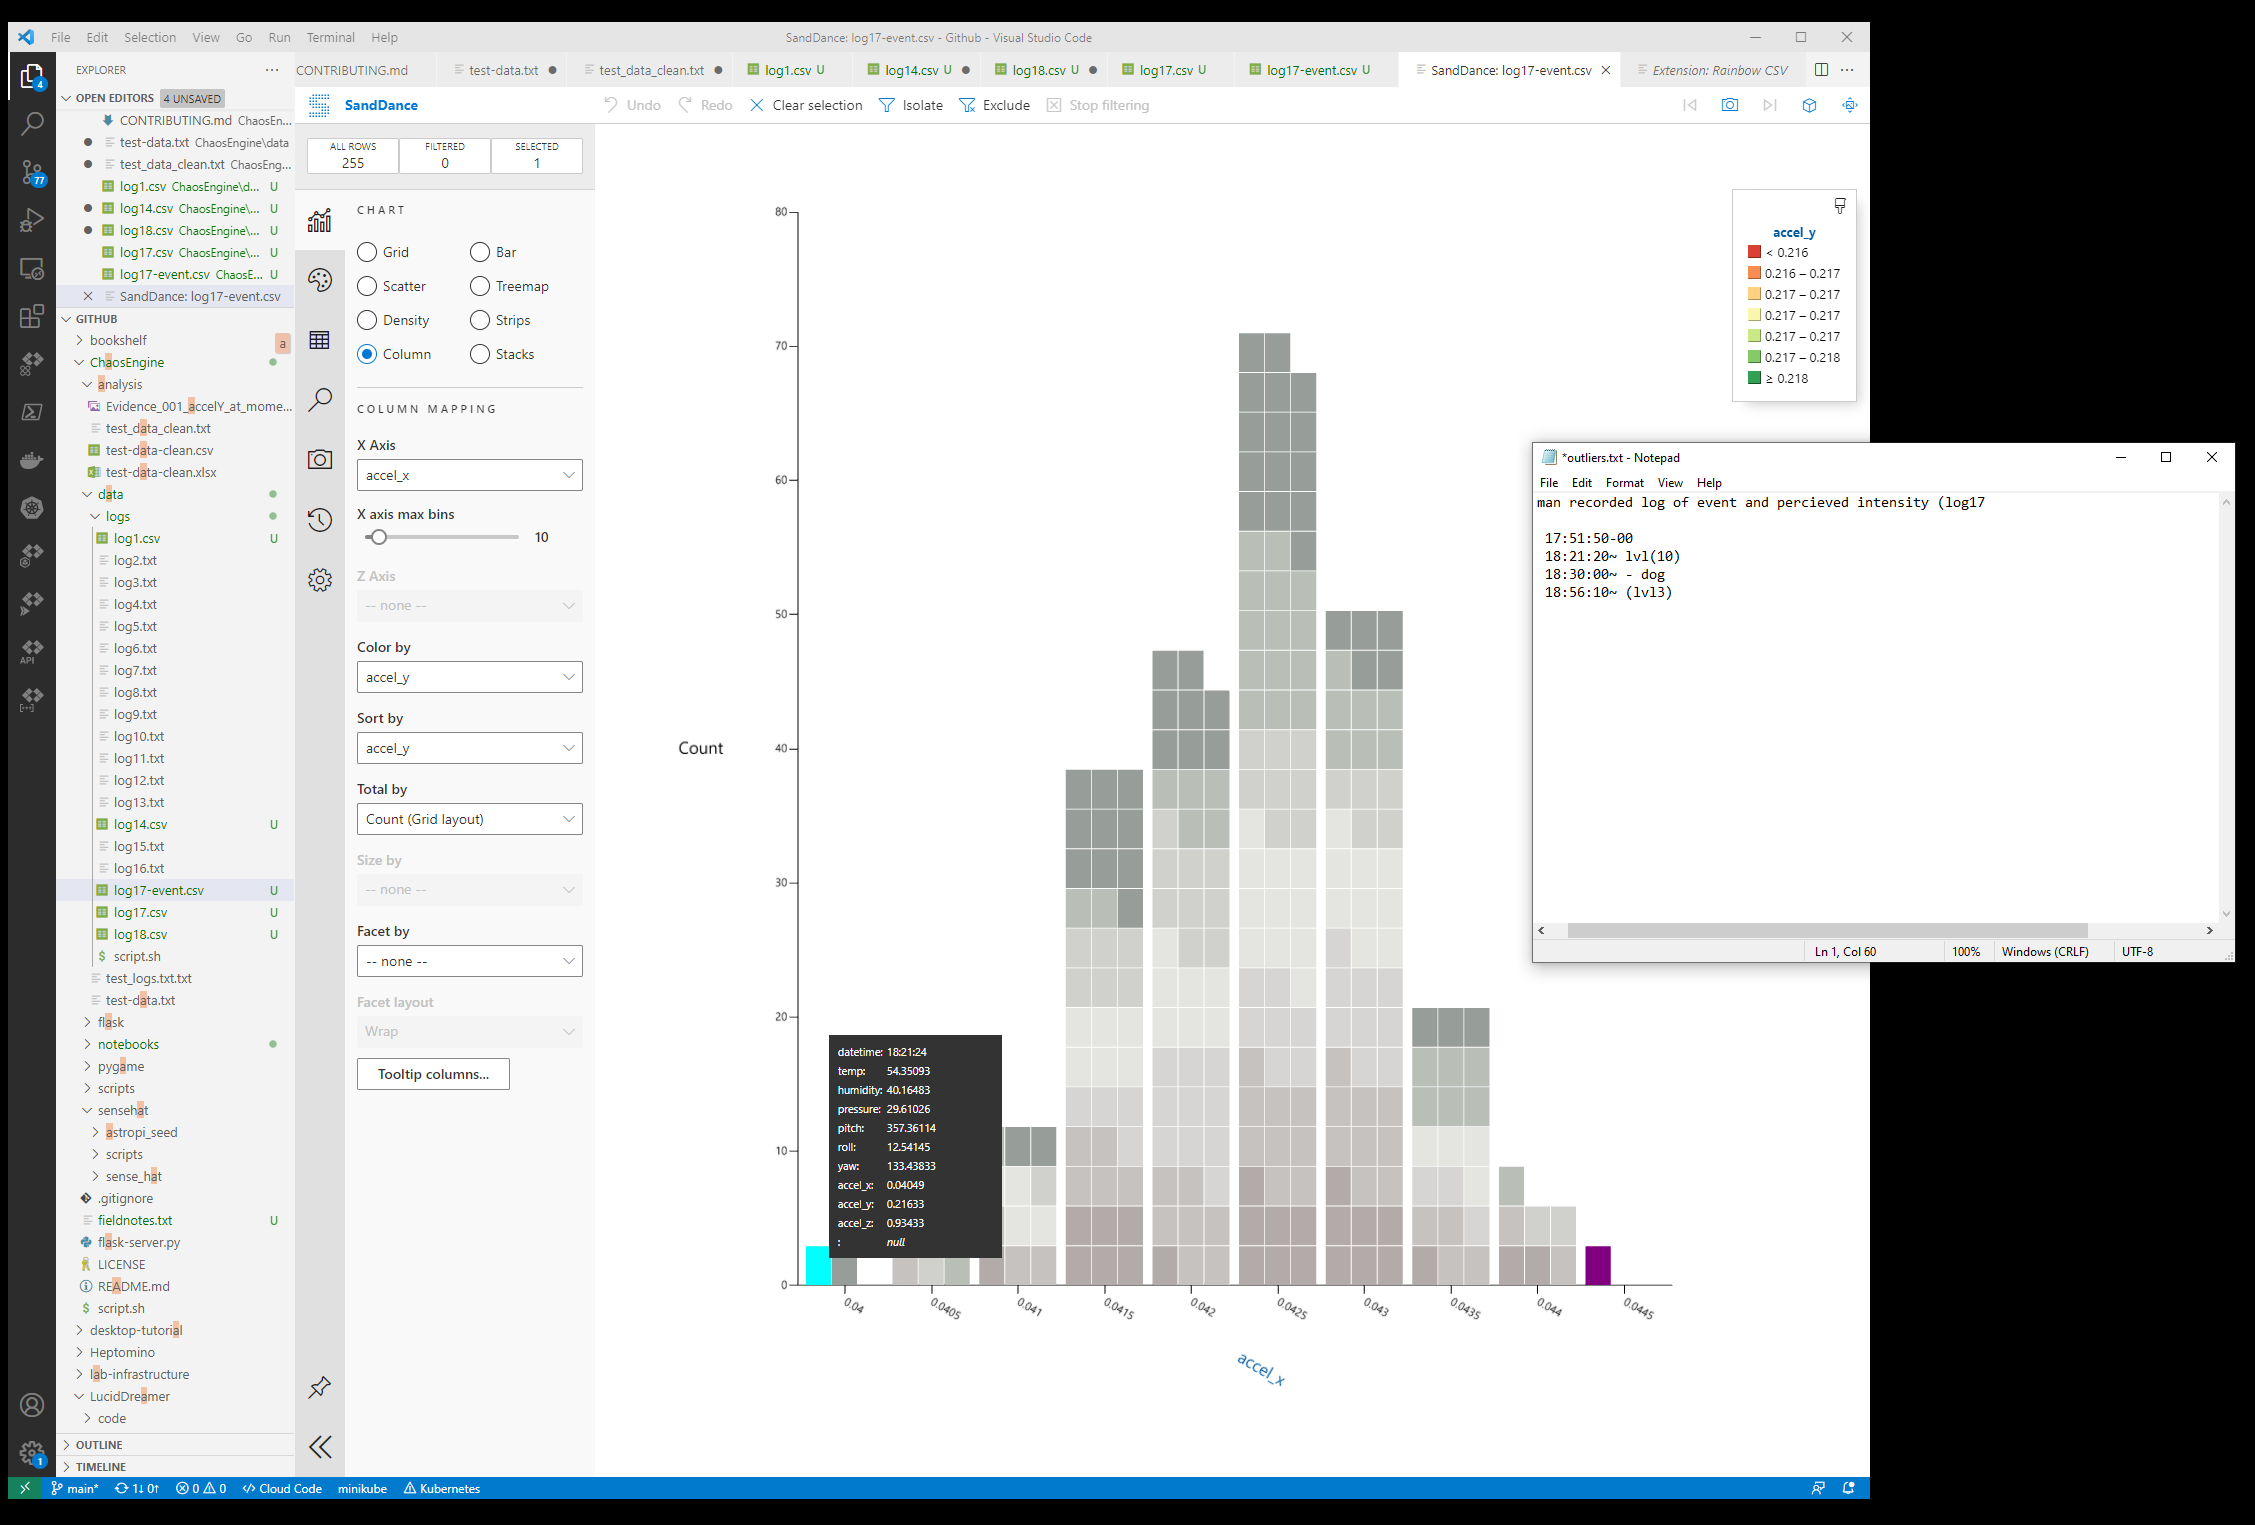 File Edit Selection View Go Run Terminal Help
SandDance: log17-event.csv - Github - Visual Studio Code
EXPLORER
CONTRIBUTING.md
test-data.txt
test_data_clean.txt
log1.csv U
log14.csv U
log18.csv U
log17.csv U
log17-event.csv U
SandDance: log17-event.csv
Extension: Rainbow CSV
OPEN EDITORS 4 UNSAVED
CONTRIBUTING.md ChaosEn...
test-data.txt ChaosEngine\data
test_data_clean.txt ChaosEng...
log1.csv ChaosEngine\d... U
log14.csv ChaosEngine\... U
log18.csv ChaosEngine\... U
log17.csv ChaosEngine\... U
log17-event.csv ChaosE... U
SandDance: log17-event.csv
GITHUB
bookshelf
a
ChaosEngine
analysis
Evidence_001_accelY_at_mome...
test_data_clean.txt
test-data-clean.csv
test-data-clean.xlsx
data
logs
log1.csv U
log2.txt
log3.txt
log4.txt
log5.txt
log6.txt
log7.txt
log8.txt
log9.txt
log10.txt
log11.txt
log12.txt
log13.txt
log14.csv U
log15.txt
log16.txt
log17-event.csv U
log17.csv U
log18.csv U
script.sh
test_logs.txt.txt
test-data.txt
flask
notebooks
pygame
scripts
sensehat
astropi_seed
scripts
sense_hat
.gitignore
fieldnotes.txt U
flask-server.py
LICENSE
README.md
script.sh
desktop-tutorial
Heptomino
lab-infrastructure
LucidDreamer
code
OUTLINE
TIMELINE
4
77
API
1
SandDance
Undo Redo Clear selection Isolate Exclude Stop filtering
ALL ROWS
255
FILTERED
0
SELECTED
1
CHART
Grid Bar
Scatter Treemap
Density Strips
Column Stacks
COLUMN MAPPING
X Axis
accel_x
X axis max bins
10
Z Axis
-- none --
Color by
accel_y
Sort by
accel_y
Total by
Count (Grid layout)
Size by
-- none --
Facet by
-- none --
Facet layout
Wrap
Tooltip columns...
80
70
60
50
40
30
20
10
0
Count
0.04
0.0405
0.041
0.0415
0.042
0.0425
0.043
0.0435
0.044
0.0445
accel_x
datetime: 18:21:24
temp: 54.35093
humidity: 40.16483
pressure: 29.61026
pitch: 357.36114
roll: 12.54145
yaw: 133.43833
accel_x: 0.04049
accel_y: 0.21633
accel_z: 0.93433
: null
accel_y
< 0.216
0.216 – 0.217
0.217 – 0.217
0.217 – 0.217
0.217 – 0.217
0.217 – 0.218
≥ 0.218
*outliers.txt - Notepad
File Edit Format View Help
man recorded log of event and percieved intensity (log17
17:51:50-00
18:21:20~ lvl(10)
18:30:00~ - dog
18:56:10~ (lvl3)
Ln 1, Col 60 100% Windows (CRLF) UTF-8
main* 1↓ 0↑ 0 0 Cloud Code minikube Kubernetes